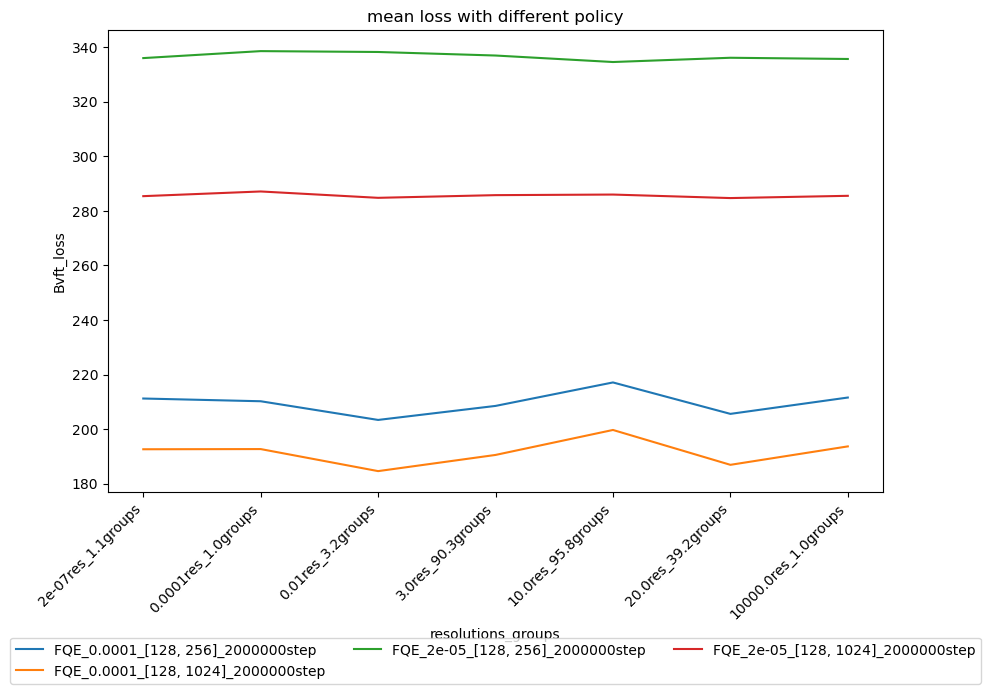 mean loss with different policy
340
320
300
280
260
240
220
200
180
Bvft_loss
2e-07res_1.1groups
0.0001res_1.0groups
0.01res_3.2groups
3.0res_90.3groups
10.0res_95.8groups
20.0res_39.2groups
10000.0res_1.0groups
resolutions_groups
FQE_0.0001_[128, 256]_2000000step
FQE_0.0001_[128, 1024]_2000000step
FQE_2e-05_[128, 256]_2000000step
FQE_2e-05_[128, 1024]_2000000step